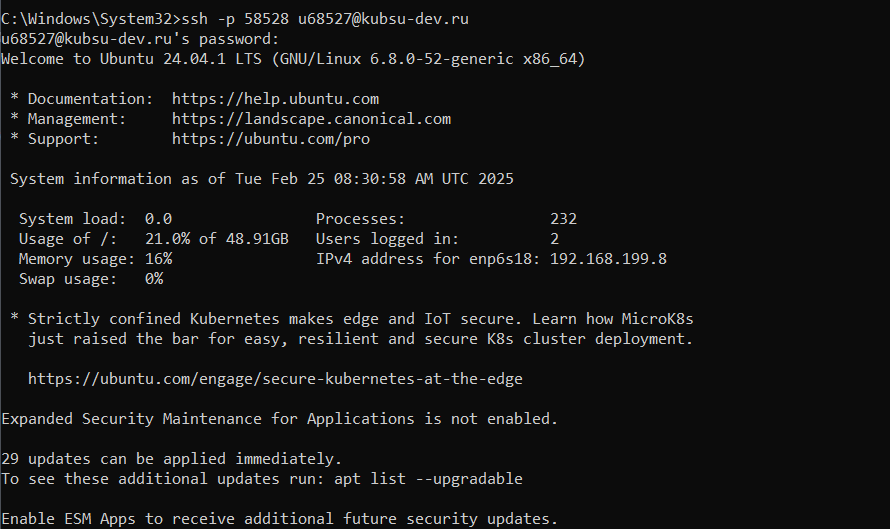 C:\Windows\System32>ssh -p 58528 u68527@kubsu-dev.ru
u68527@kubsu-dev.ru's password:
Welcome to Ubuntu 24.04.1 LTS (GNU/Linux 6.8.0-52-generic x86_64)

 * Documentation:  https://help.ubuntu.com
 * Management:     https://landscape.canonical.com
 * Support:        https://ubuntu.com/pro

 System information as of Tue Feb 25 08:30:58 AM UTC 2025

  System load:  0.0                Processes:                232
  Usage of /:   21.0% of 48.91GB   Users logged in:          2
  Memory usage: 16%                IPv4 address for enp6s18: 192.168.199.8
  Swap usage:   0%

 * Strictly confined Kubernetes makes edge and IoT secure. Learn how MicroK8s
   just raised the bar for easy, resilient and secure K8s cluster deployment.

   https://ubuntu.com/engage/secure-kubernetes-at-the-edge

Expanded Security Maintenance for Applications is not enabled.

29 updates can be applied immediately.
To see these additional updates run: apt list --upgradable

Enable ESM Apps to receive additional future security updates.